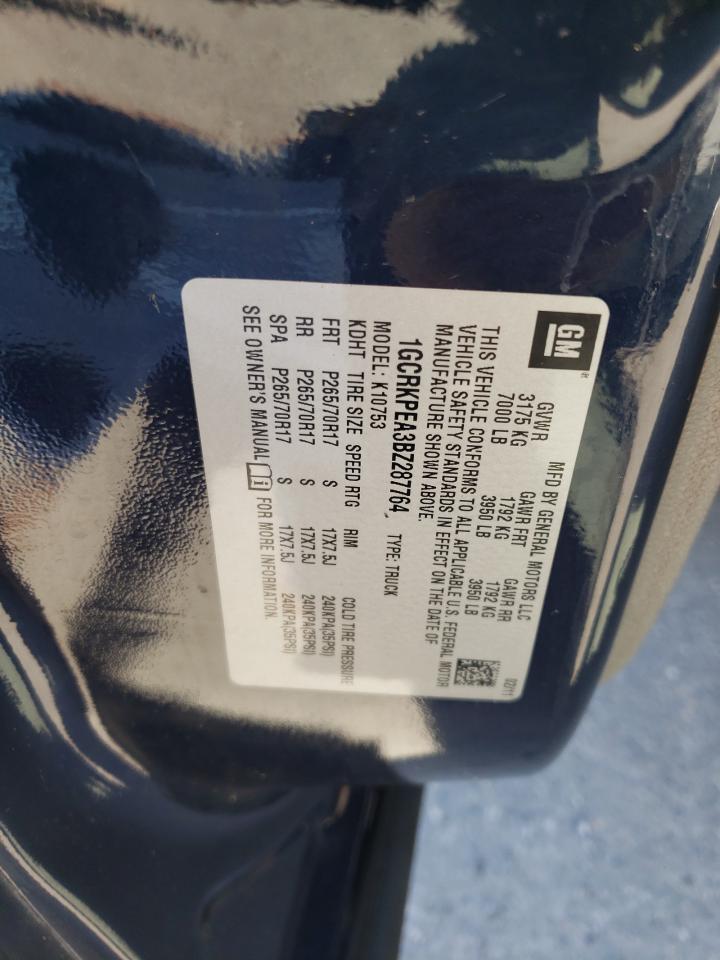 GM
MFD BY GENERAL MOTORS LLC 02/11
GVWR GAWR FRT GAWR RR
3175 KG 1792 KG 1792 KG
7000 LB 3950 LB 3950 LB
THIS VEHICLE CONFORMS TO ALL APPLICABLE U.S. FEDERAL MOTOR
VEHICLE SAFETY STANDARDS IN EFFECT ON THE DATE OF
MANUFACTURE SHOWN ABOVE.
1GCRKPEA3BZ287764 TYPE: TRUCK
MODEL: K10753
KDHT TIRE SIZE SPEED RTG RIM COLD TIRE PRESSURE
FRT P265/70R17 S 17X7.5J 240KPA(35PSI)
RR P265/70R17 S 17X7.5J 240KPA(35PSI)
SPA P265/70R17 S 17X7.5J 240KPA(35PSI)
SEE OWNER'S MANUAL FOR MORE INFORMATION.